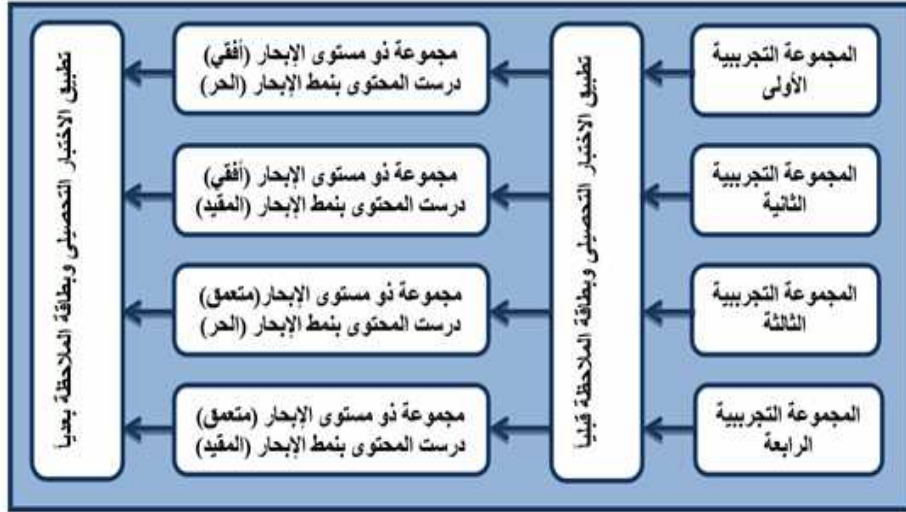 المجموعة التجريبية
الأولى
المجموعة التجريبية
الثانية
المجموعة التجريبية
الثالثة
المجموعة التجريبية
الرابعة
تطبيق الاختبار التحصيلى وبطاقة الملاحظة قبلياً
مجموعة ذو مستوى الإبحار (أفقي)
درست المحتوى بنمط الإبحار (الحر)
مجموعة ذو مستوى الإبحار (أفقي)
درست المحتوى بنمط الإبحار (المقيد)
مجموعة ذو مستوى الإبحار(متعمق)
درست المحتوى بنمط الإبحار (الحر)
مجموعة ذو مستوى الإبحار (متعمق)
درست المحتوى بنمط الإبحار (المقيد)
تطبيق الاختبار التحصيلى وبطاقة الملاحظة بعدياً